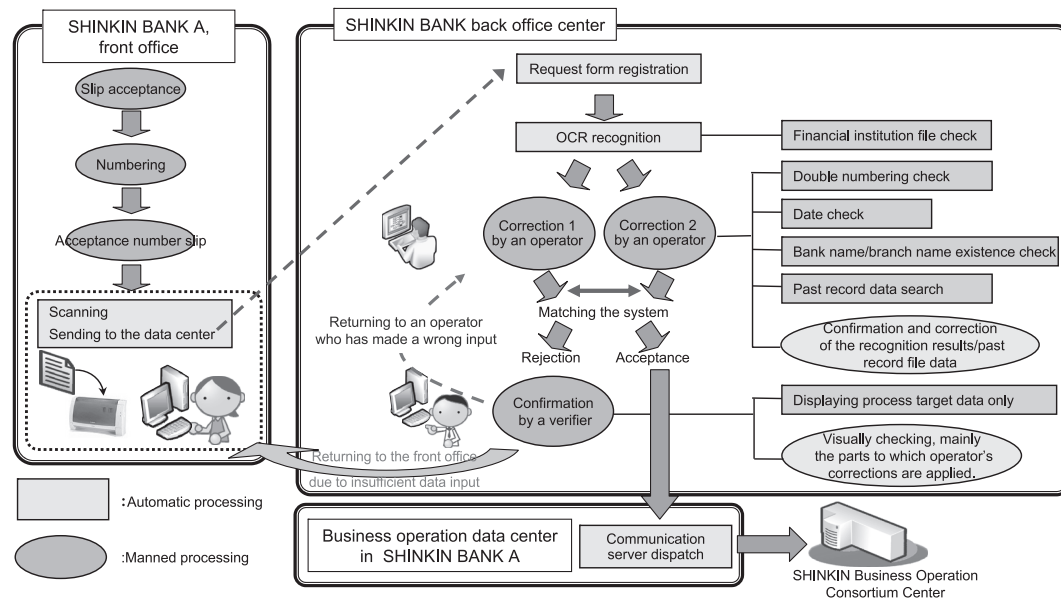 SHINKIN BANK A,
front office
Slip acceptance
Numbering
Acceptance number slip
Scanning
Sending to the data center
:Automatic processing
:Manned processing
SHINKIN BANK back office center
Request form registration
OCR recognition
Financial institution file check
Double numbering check
Date check
Bank name/branch name existence check
Past record data search
Confirmation and correction
of the recognition results/past
record file data
Correction 1
by an operator
Correction 2
by an operator
Matching the system
Returning to an operator
who has made a wrong input
Rejection
Acceptance
Confirmation
by a verifier
Displaying process target data only
Visually checking, mainly
the parts to which operator's
corrections are applied.
Returning to the front office
due to insufficient data input
Business operation data center
in SHINKIN BANK A
Communication
server dispatch
SHINKIN Business Operation
Consortium Center